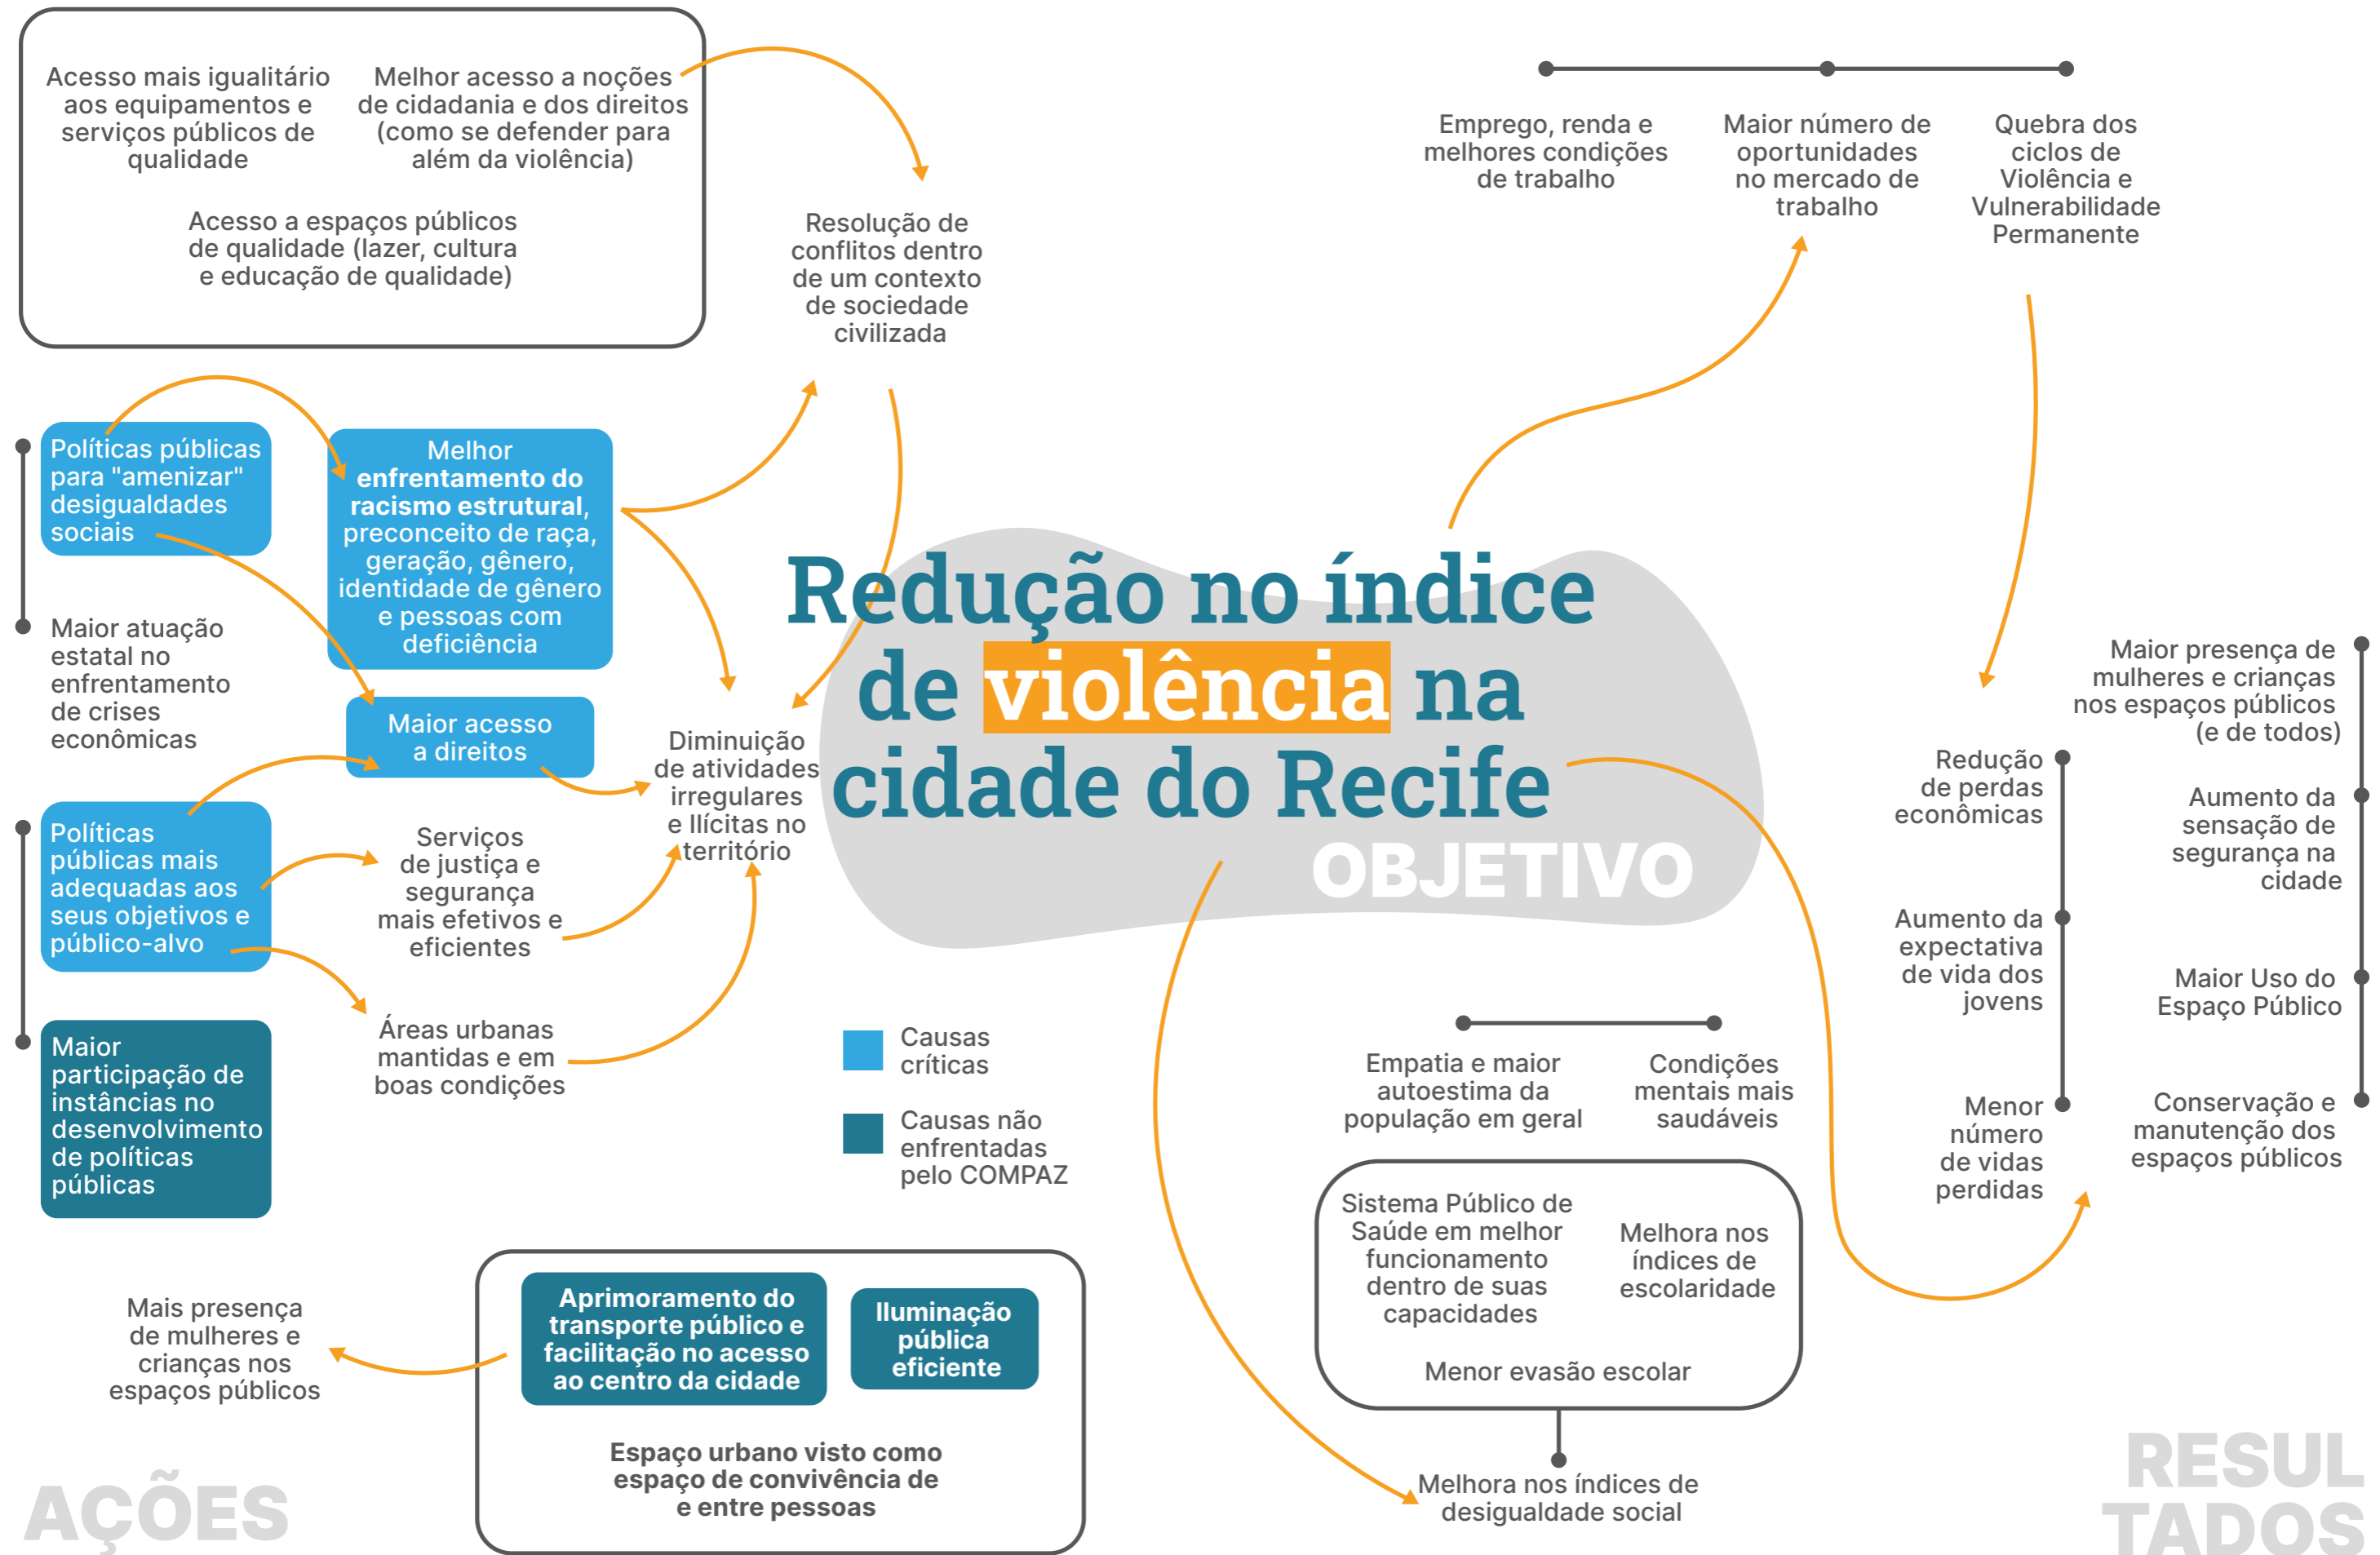 Acesso mais igualitário
aos equipamentos e
serviços públicos de
qualidade
Melhor acesso a noções
de cidadania e dos direitos
(como se defender para
além da violência)
Acesso a espaços públicos
de qualidade (lazer, cultura
e educação de qualidade)
Resolução de
conflitos dentro
de um contexto
de sociedade
civilizada
Emprego, renda e
melhores condições
de trabalho
Maior número de
oportunidades
no mercado de
trabalho
Quebra dos
ciclos de
Violência e
Vulnerabilidade
Permanente
Políticas públicas
para "amenizar"
desigualdades
sociais
Melhor
enfrentamento do
racismo estrutural,
preconceito de raça,
geração, gênero,
identidade de gênero
e pessoas com
deficiência
Maior atuação
estatal no
enfrentamento
de crises
econômicas
Maior acesso
a direitos
Políticas
públicas mais
adequadas aos
seus objetivos e
público-alvo
Serviços
de justiça e
segurança
mais efetivos e
eficientes
Diminuição
de atividades
irregulares
e Ilícitas no
território
Maior
participação de
instâncias no
desenvolvimento
de políticas
públicas
Áreas urbanas
mantidas e em
boas condições
Redução no índice
de violência na
cidade do Recife
OBJETIVO
Causas
críticas
Causas não
enfrentadas
pelo COMPAZ
Maior presença de
mulheres e crianças
nos espaços públicos
(e de todos)
Redução
de perdas
econômicas
Aumento da
sensação de
segurança na
cidade
Aumento da
expectativa
de vida dos
jovens
Maior Uso do
Espaço Público
Menor
número
de vidas
perdidas
Conservação e
manutenção dos
espaços públicos
Empatia e maior
autoestima da
população em geral
Condições
mentais mais
saudáveis
Sistema Público de
Saúde em melhor
funcionamento
dentro de suas
capacidades
Melhora nos
índices de
escolaridade
Menor evasão escolar
Melhora nos índices de
desigualdade social
Mais presença
de mulheres e
crianças nos
espaços públicos
Aprimoramento do
transporte público e
facilitação no acesso
ao centro da cidade
Iluminação
pública
eficiente
Espaço urbano visto como
espaço de convivência de
e entre pessoas
AÇÕES
RESUL
TADOS